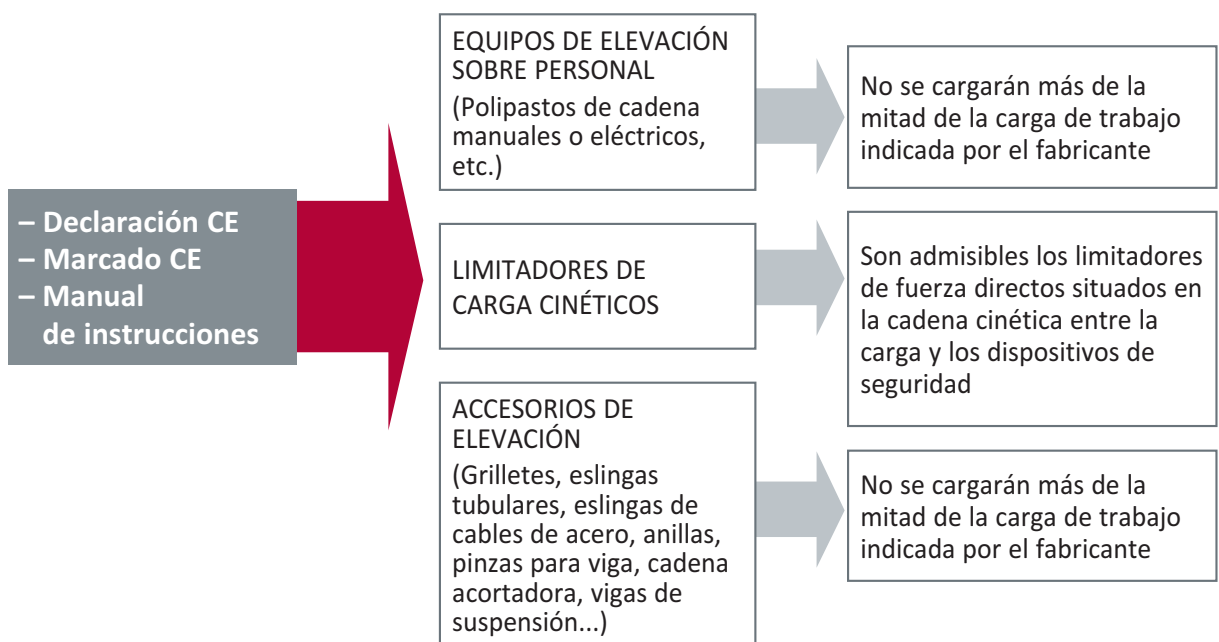 – Declaración CE
– Marcado CE
– Manual
de instrucciones
EQUIPOS DE ELEVACIÓN
SOBRE PERSONAL
(Polipastos de cadena
manuales o eléctricos,
etc.)
No se cargarán más de la
mitad de la carga de trabajo
indicada por el fabricante
LIMITADORES DE
CARGA CINÉTICOS
Son admisibles los limitadores
de fuerza directos situados en
la cadena cinética entre la
carga y los dispositivos de
seguridad
ACCESORIOS DE
ELEVACIÓN
(Grilletes, eslingas
tubulares, eslingas de
cables de acero, anillas,
pinzas para viga, cadena
acortadora, vigas de
suspensión...)
No se cargarán más de la
mitad de la carga de trabajo
indicada por el fabricante